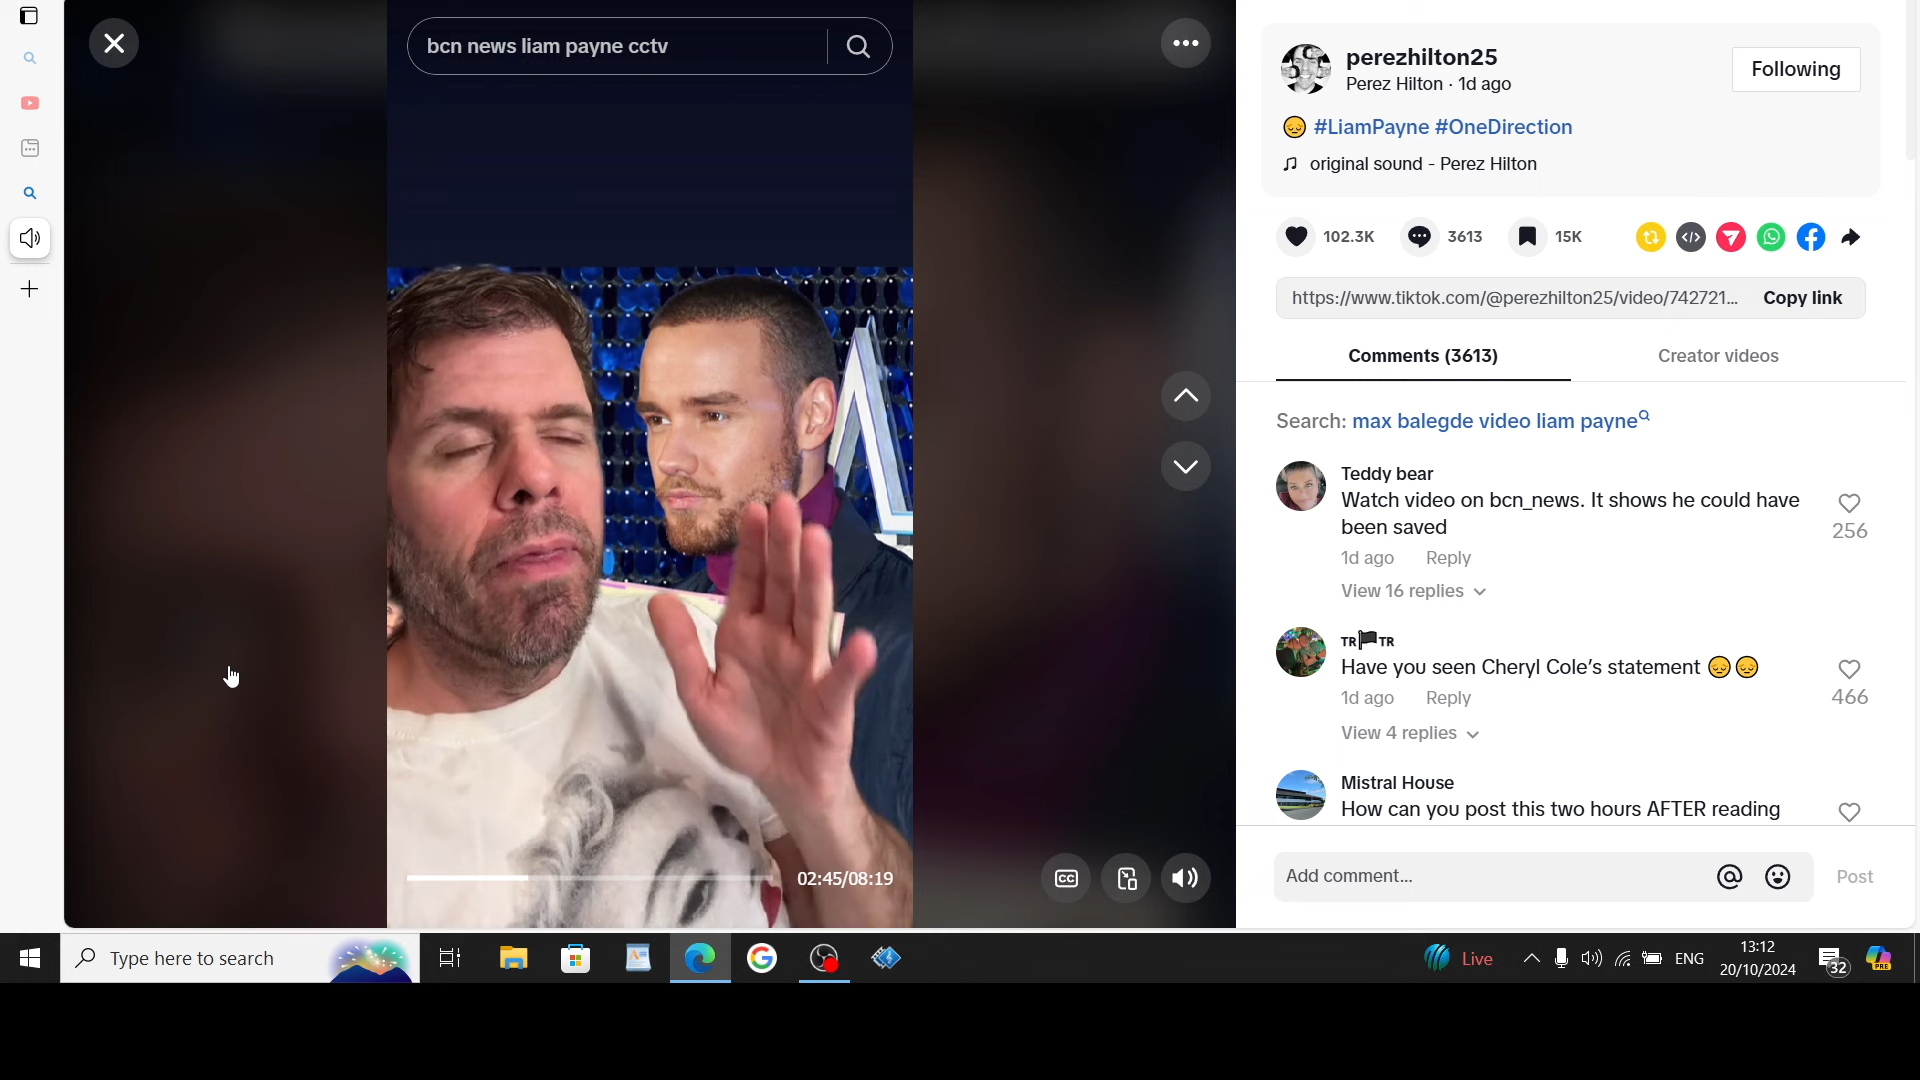 bcn news liam payne cctv
02:45/08:19
CC
perezhilton25
Perez Hilton · 1d ago
Following
😔 #LiamPayne #OneDirection
original sound - Perez Hilton
102.3K
3613
15K
https://www.tiktok.com/@perezhilton25/video/742721...
Copy link
Comments (3613)
Creator videos
Search: max balegde video liam payne
Teddy bear
Watch video on bcn_news. It shows he could have
been saved
256
1d ago
Reply
View 16 replies
TR🏴TR
Have you seen Cheryl Cole's statement 😔😔
466
1d ago
Reply
View 4 replies
Mistral House
How can you post this two hours AFTER reading
Add comment...
Post
Type here to search
Live
ENG
13:12
20/10/2024
32
PRE